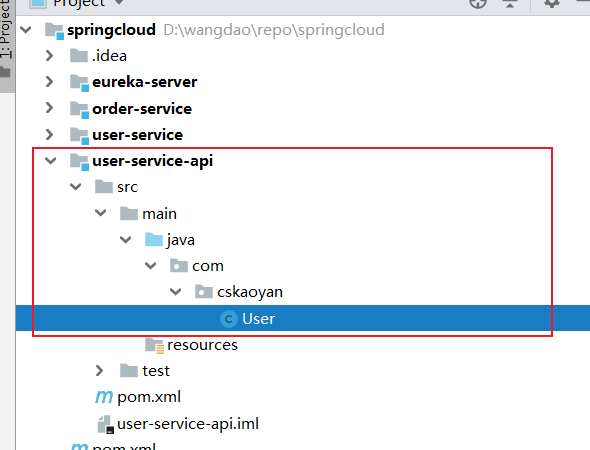 Project
1: Project
springcloud D:\wangdao\repo\springcloud
.idea
eureka-server
order-service
user-service
user-service-api
src
main
java
com
cskaoyan
C User
resources
test
m pom.xml
user-service-api.iml
pom.xml